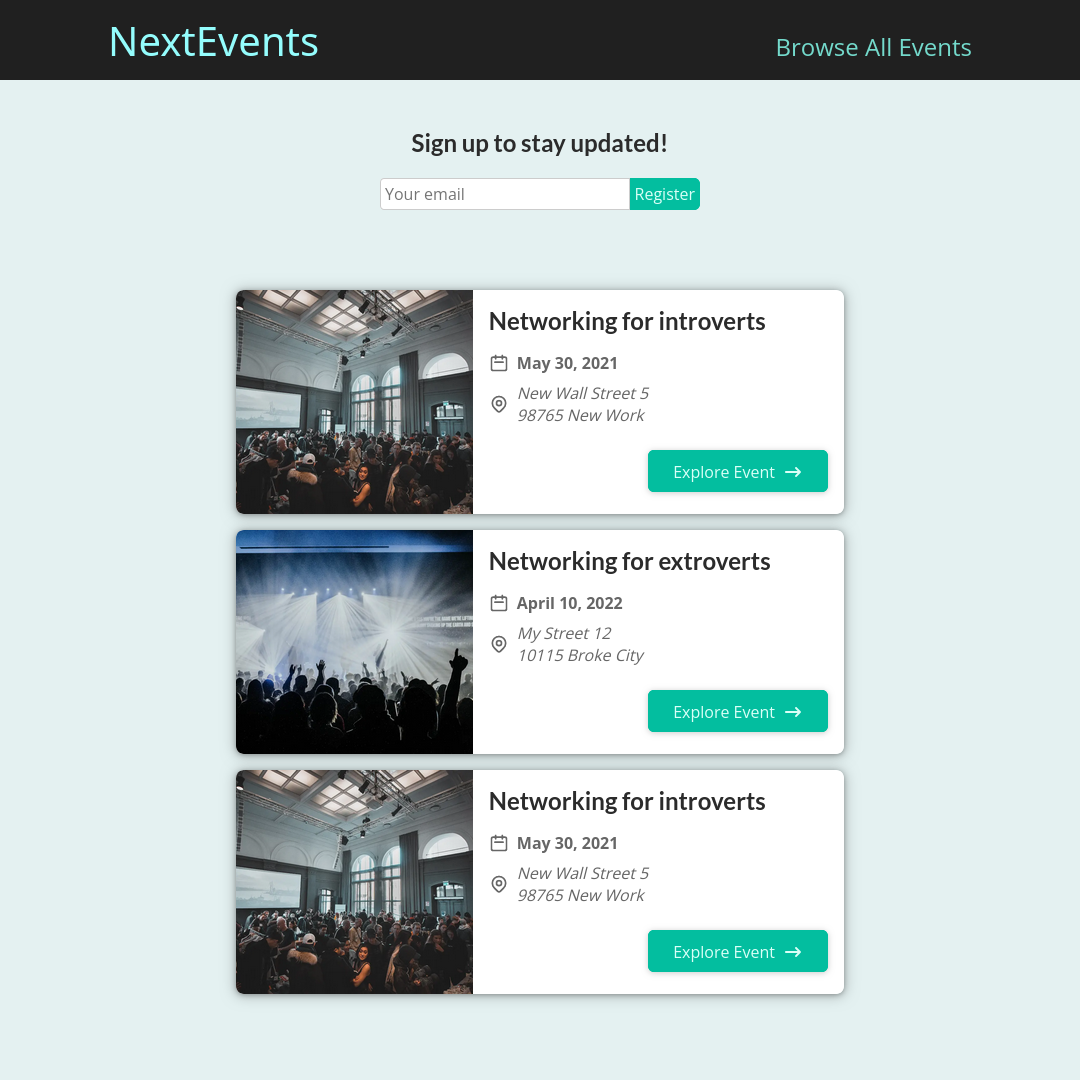 NextEvents
Browse All Events
Sign up to stay updated!
Your email
Register
Networking for introverts
May 30, 2021
New Wall Street 5
98765 New Work
Explore Event
Networking for extroverts
April 10, 2022
My Street 12
10115 Broke City
Explore Event
Networking for introverts
May 30, 2021
New Wall Street 5
98765 New Work
Explore Event